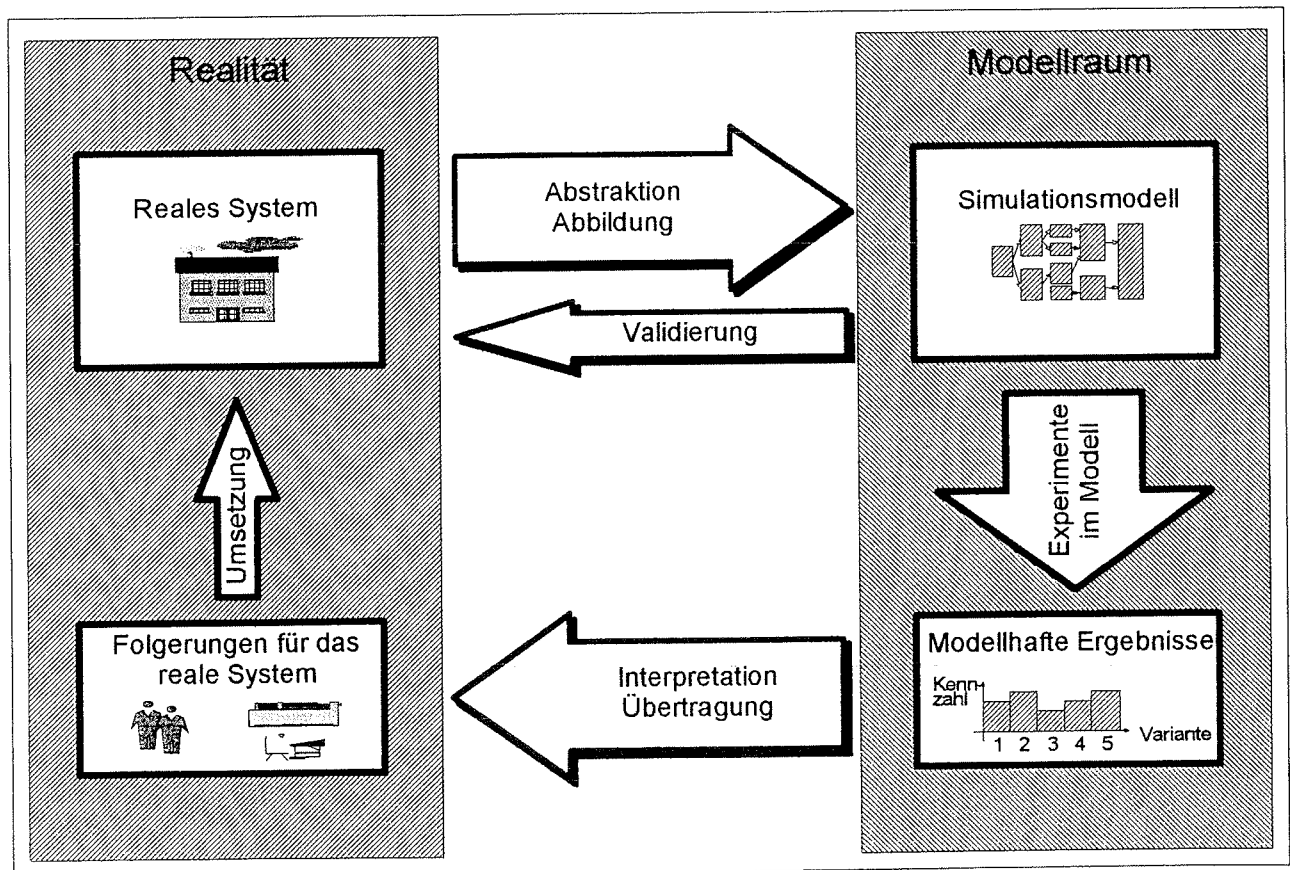 Realität
Modellraum
Reales System
Abstraktion
Abbildung
Simulationsmodell
Validierung
Umsetzung
Experimente
im Modell
Folgerungen für das
reale System
Interpretation
Übertragung
Modellhafte Ergebnisse
Kenn-
zahl
1 2 3 4 5
Variante